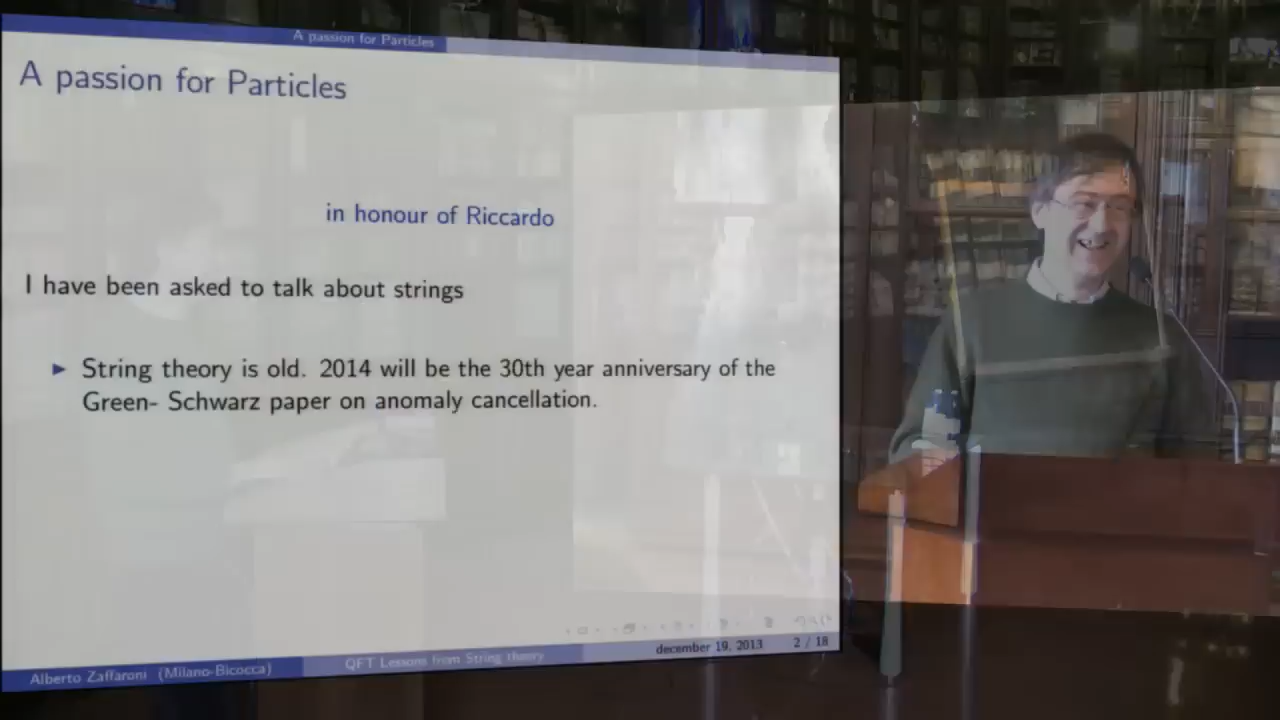 A passion for Particles
A passion for Particles
in honour of Riccardo
I have been asked to talk about strings
String theory is old. 2014 will be the 30th year anniversary of the
Green- Schwarz paper on anomaly cancellation.
Alberto Zaffaroni (Milano-Bicocca) QFT Lessons from String theory december 19, 2013 2 / 18